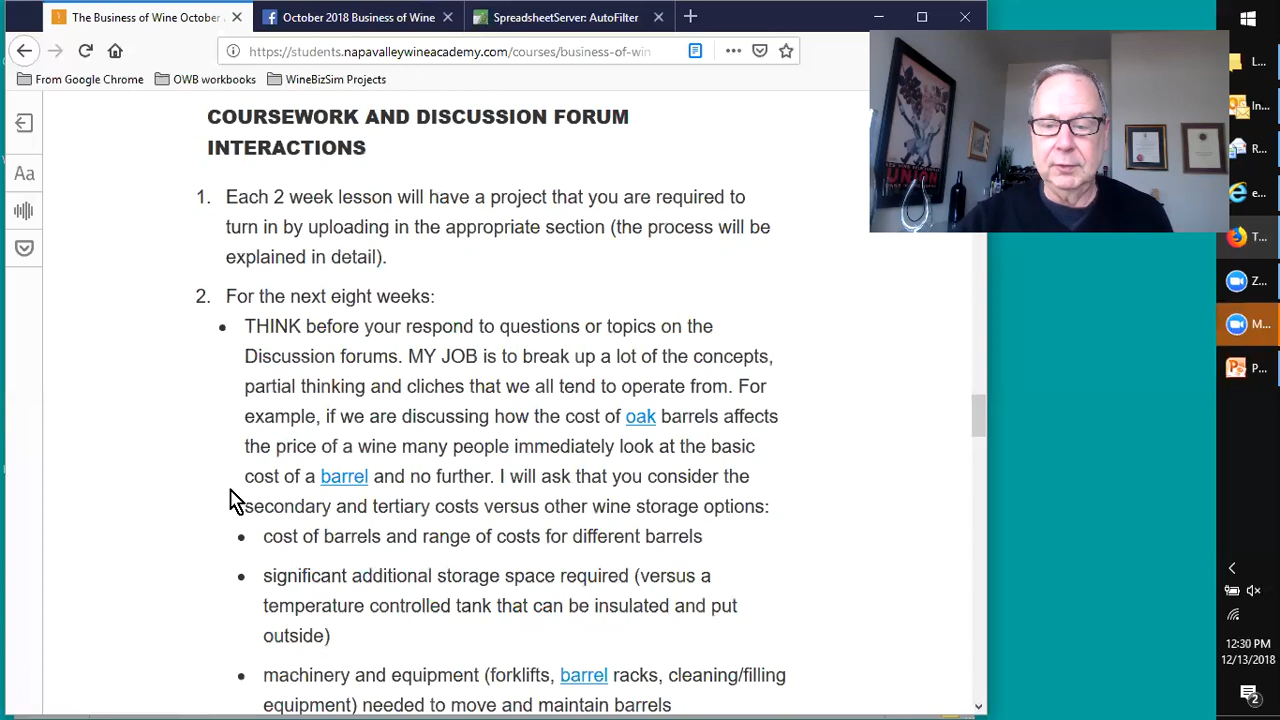 The Business of Wine October
October 2018 Business of Wine
SpreadsheetServer: AutoFilter
https://students.napavalleywineacademy.com/courses/business-of-win
From Google Chrome
OWB workbooks
WineBizSim Projects
COURSEWORK AND DISCUSSION FORUM
INTERACTIONS
1. Each 2 week lesson will have a project that you are required to
turn in by uploading in the appropriate section (the process will be
explained in detail).
2. For the next eight weeks:
• THINK before your respond to questions or topics on the
Discussion forums. MY JOB is to break up a lot of the concepts,
partial thinking and cliches that we all tend to operate from. For
example, if we are discussing how the cost of oak barrels affects
the price of a wine many people immediately look at the basic
cost of a barrel and no further. I will ask that you consider the
secondary and tertiary costs versus other wine storage options:
• cost of barrels and range of costs for different barrels
• significant additional storage space required (versus a
temperature controlled tank that can be insulated and put
outside)
• machinery and equipment (forklifts, barrel racks, cleaning/filling
equipment) needed to move and maintain barrels
Aa
UNION
L...
In...
R...
e...
T...
Z...
M...
P...
12:30 PM
12/13/2018
2